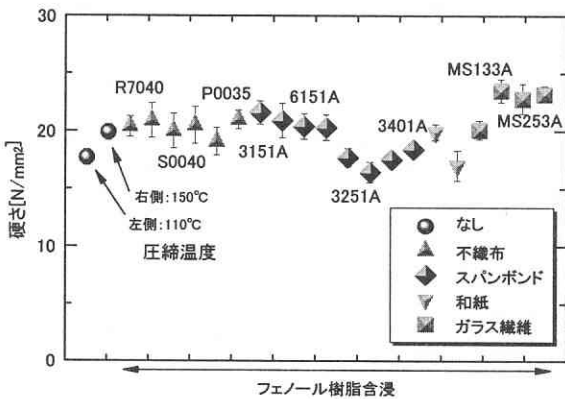 硬さ[N/mm²]
30
20
10
0
R7040
P0035
6151A
MS133A
S0040
3151A
3251A
3401A
MS253A
右側:150℃
左側:110℃
圧締温度
なし
不織布
スパンボンド
和紙
ガラス繊維
フェノール樹脂含浸